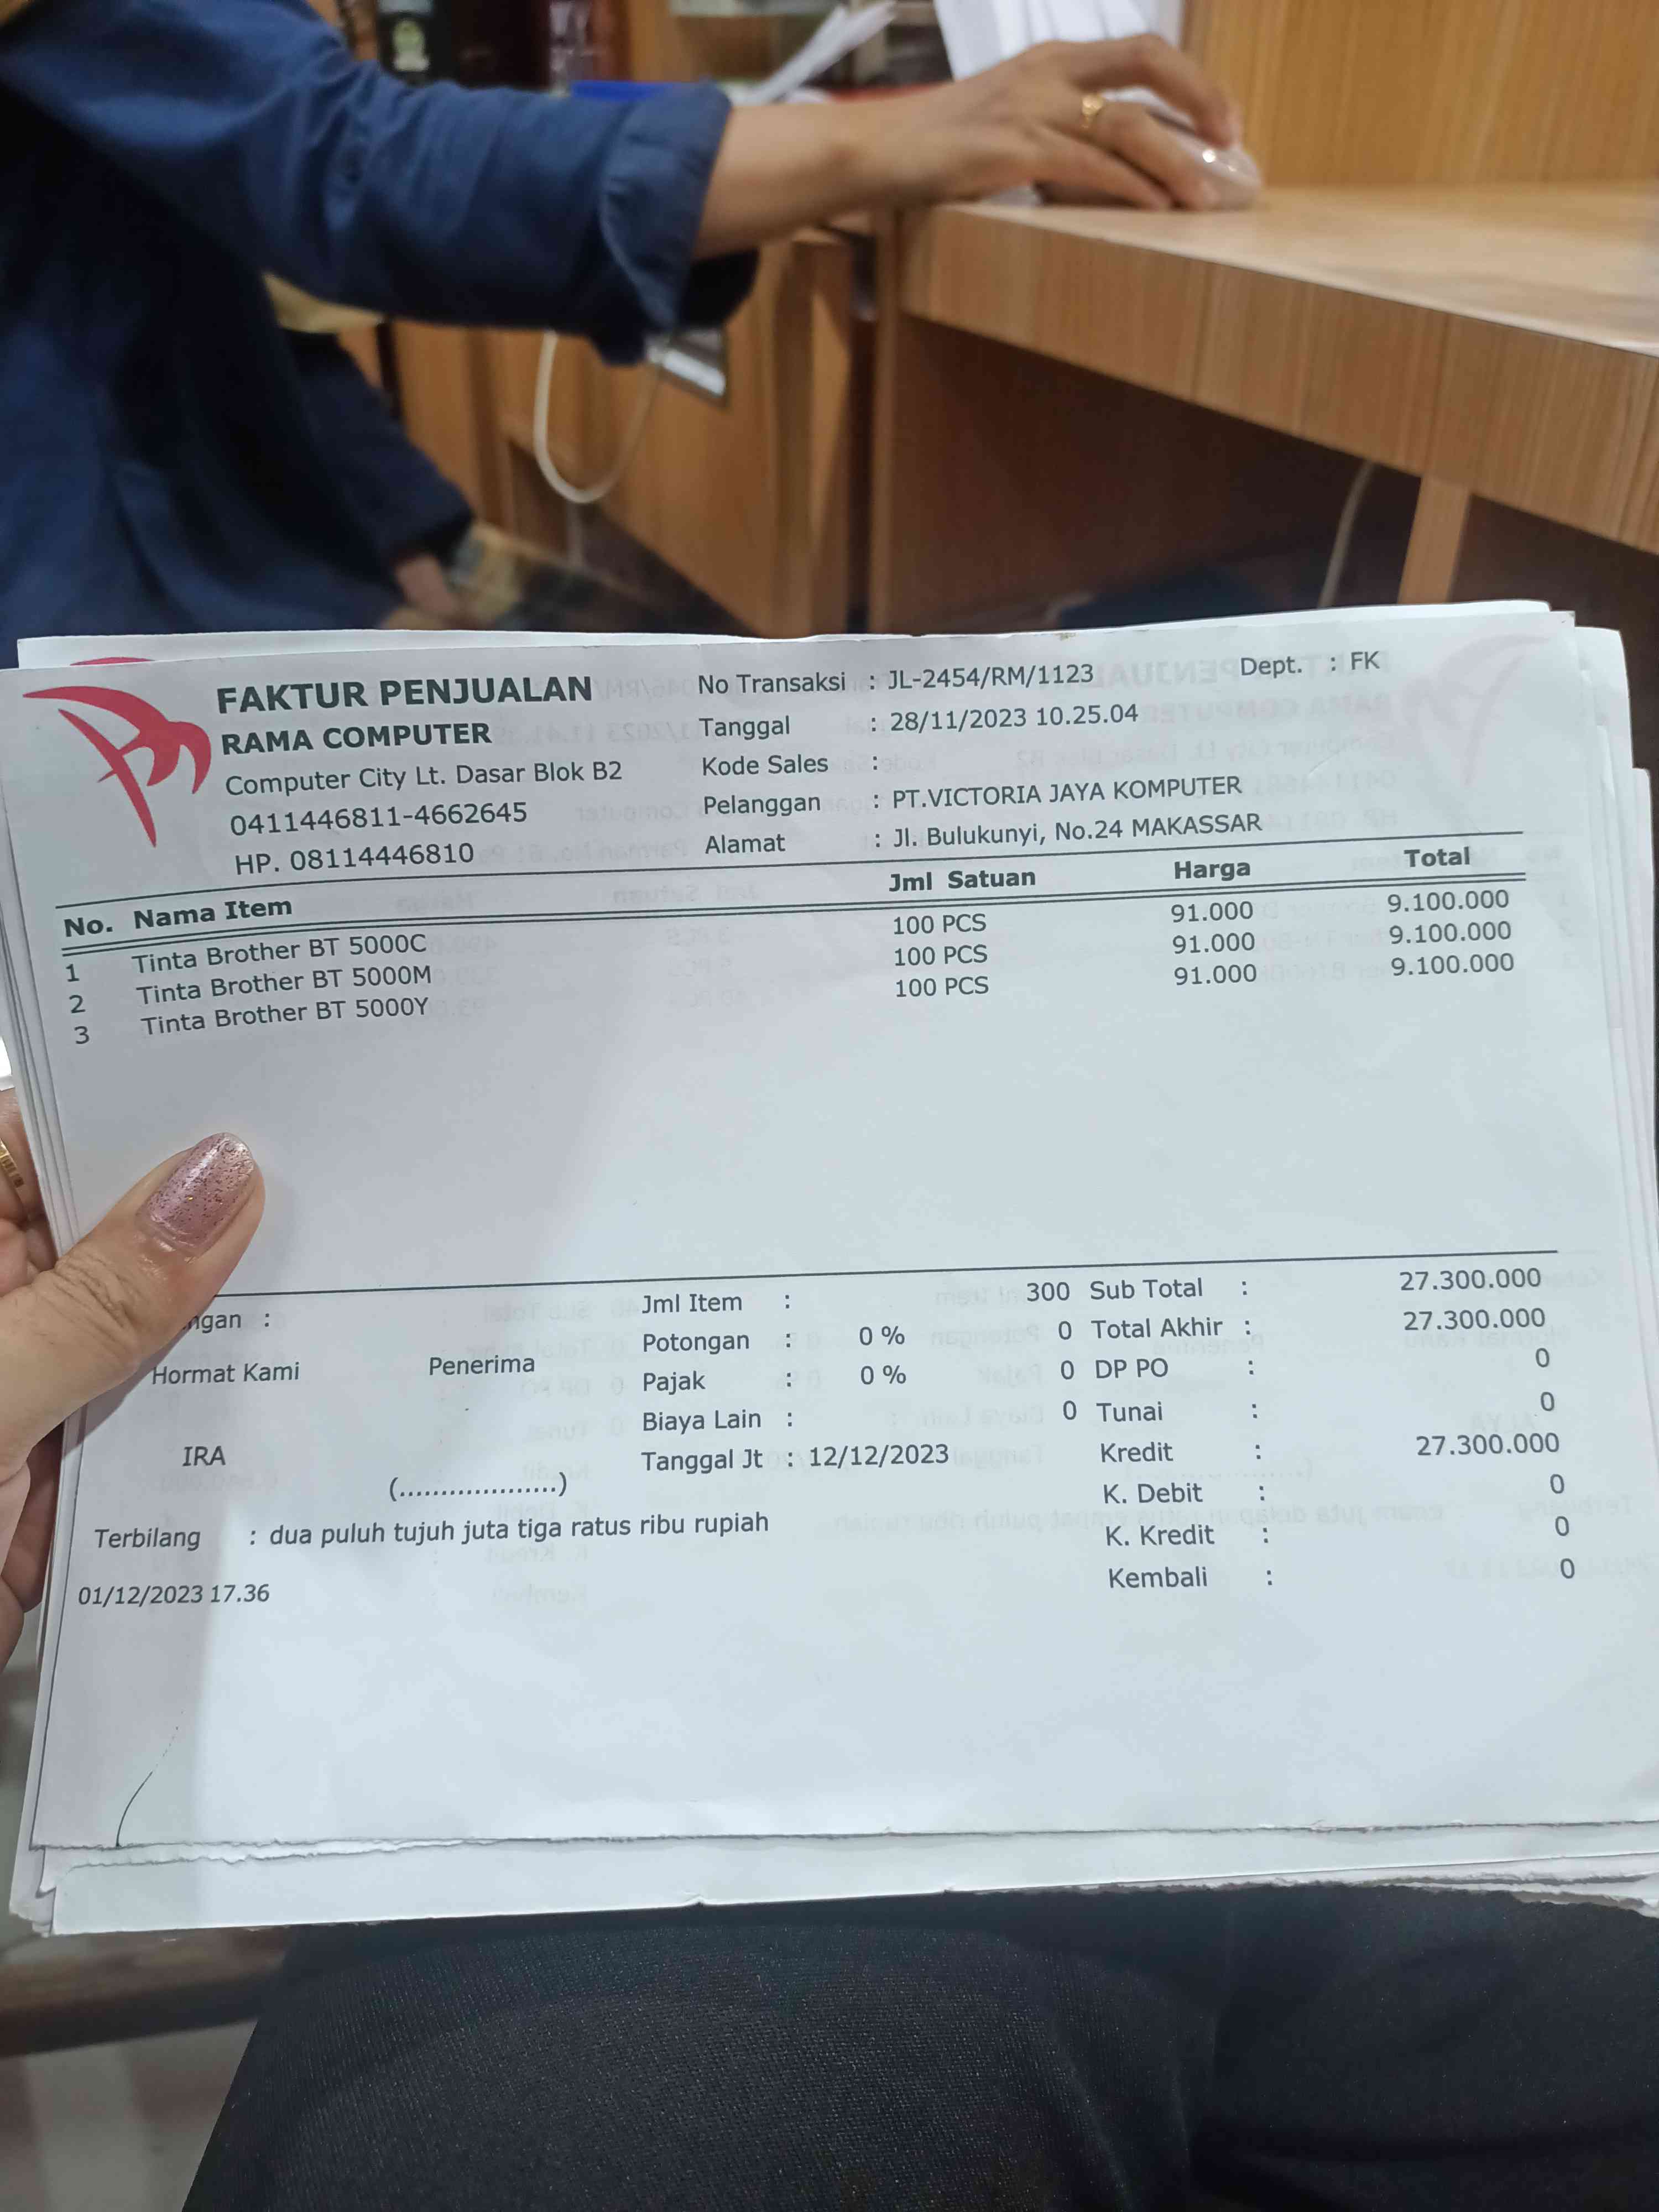 FAKTUR PENJUALAN
RAMA COMPUTER
Computer City Lt. Dasar Blok B2
0411446811-4662645
HP. 08114446810
No Transaksi : JL-2454/RM/1123
Dept. : FK
Tanggal : 28/11/2023 10.25.04
Kode Sales :
Pelanggan : PT.VICTORIA JAYA KOMPUTER
Alamat : Jl. Bulukunyi, No.24 MAKASSAR
No. Nama Item Jml Satuan Harga Total
1 Tinta Brother BT 5000C 100 PCS 91.000 9.100.000
2 Tinta Brother BT 5000M 100 PCS 91.000 9.100.000
3 Tinta Brother BT 5000Y 100 PCS 91.000 9.100.000
ngan :
Hormat Kami
Penerima
IRA
(...................)
Jml Item : 300
Potongan : 0 % 0
Pajak : 0 % 0
Biaya Lain : 0
Tanggal Jt : 12/12/2023
Sub Total : 27.300.000
Total Akhir : 27.300.000
DP PO : 0
Tunai : 0
Kredit : 27.300.000
K. Debit : 0
K. Kredit : 0
Kembali : 0
Terbilang : dua puluh tujuh juta tiga ratus ribu rupiah
01/12/2023 17.36